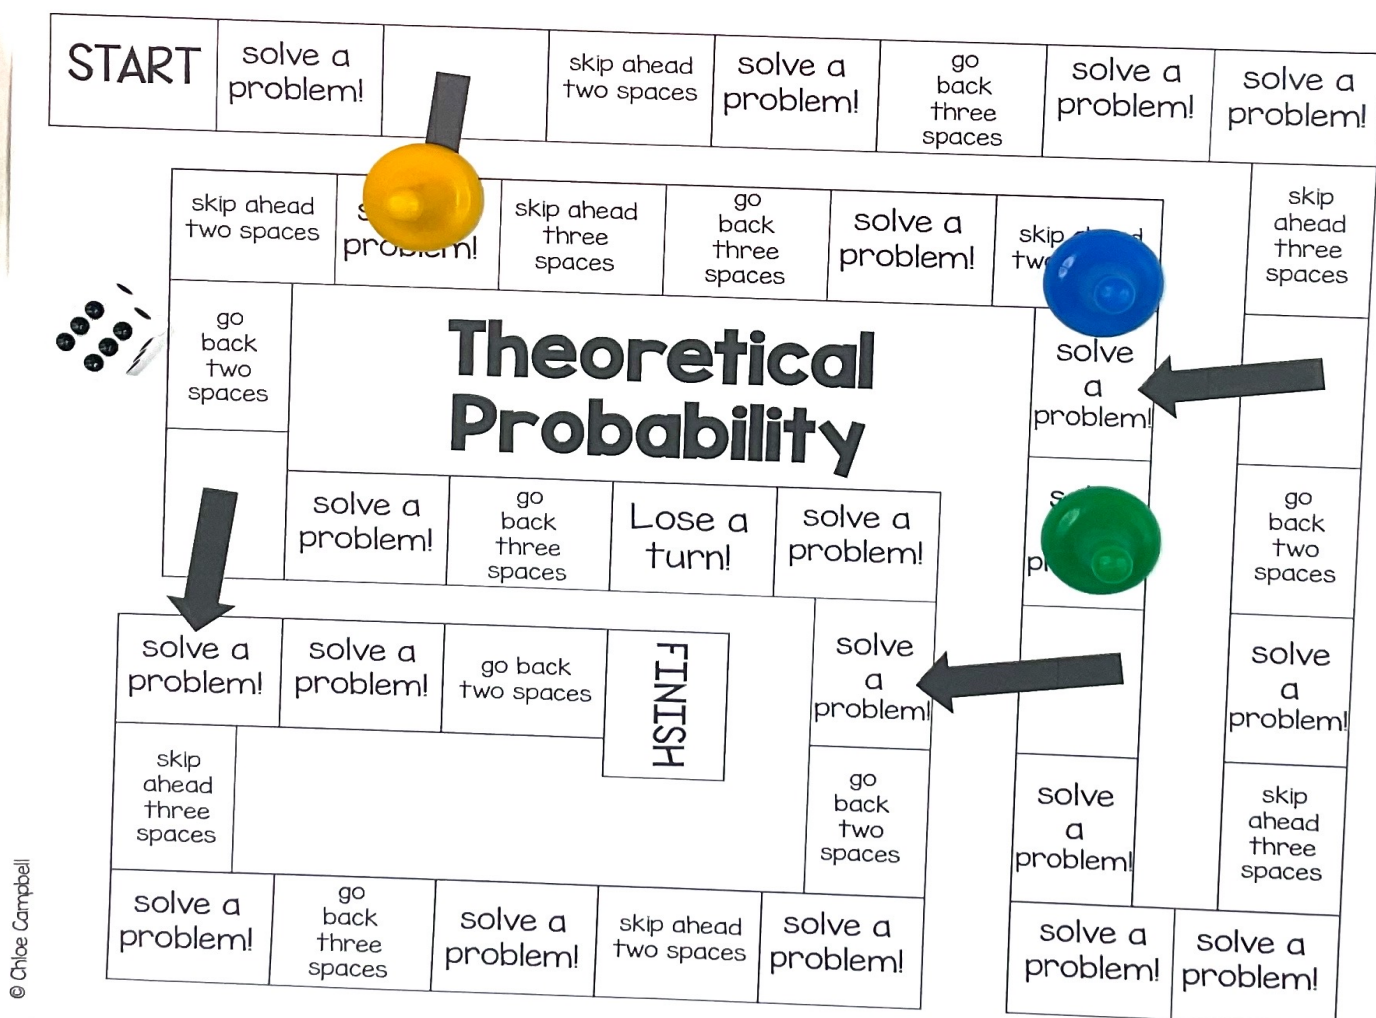 START
solve a
problem!
skip ahead
two spaces
solve a
problem!
go
back
three
spaces
solve a
problem!
solve a
problem!
skip
ahead
three
spaces
go
back
two
spaces
solve
a
problem!
skip
ahead
three
spaces
solve a
problem!
solve a
problem!
solve
a
problem!
solve
a
problem!
skip
solve a
problem!
go
back
three
spaces
skip ahead
three
spaces
problem!
skip ahead
two spaces
go
back
two
spaces
Theoretical
Probability
solve a
problem!
go
back
three
spaces
Lose a
turn!
solve a
problem!
solve
a
problem!
go
back
two
spaces
solve a
problem!
skip ahead
two spaces
solve a
problem!
go
back
three
spaces
solve a
problem!
skip
ahead
three
spaces
solve a
problem!
solve a
problem!
go back
two spaces
FINISH
© Chloe Campbell